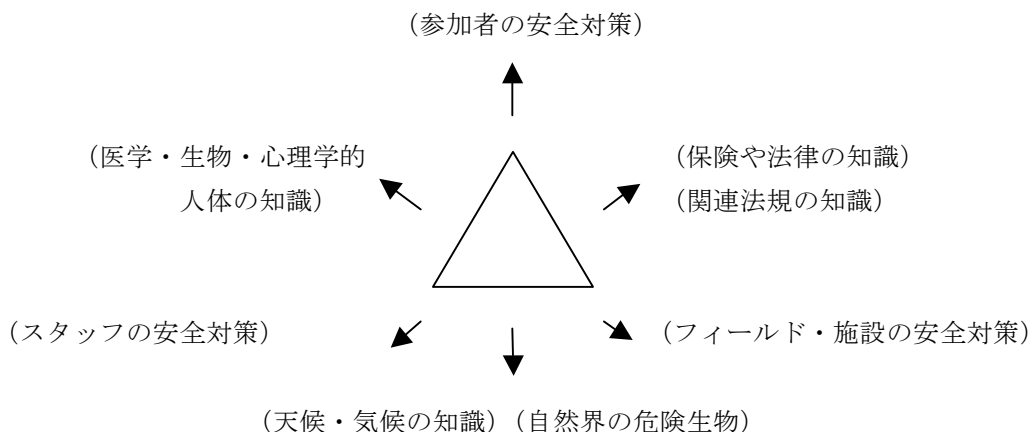 （参加者の安全対策）
（医学・生物・心理学的
人体の知識）
（保険や法律の知識）
（関連法規の知識）
（スタッフの安全対策）
（フィールド・施設の安全対策）
（天候・気候の知識）（自然界の危険生物）